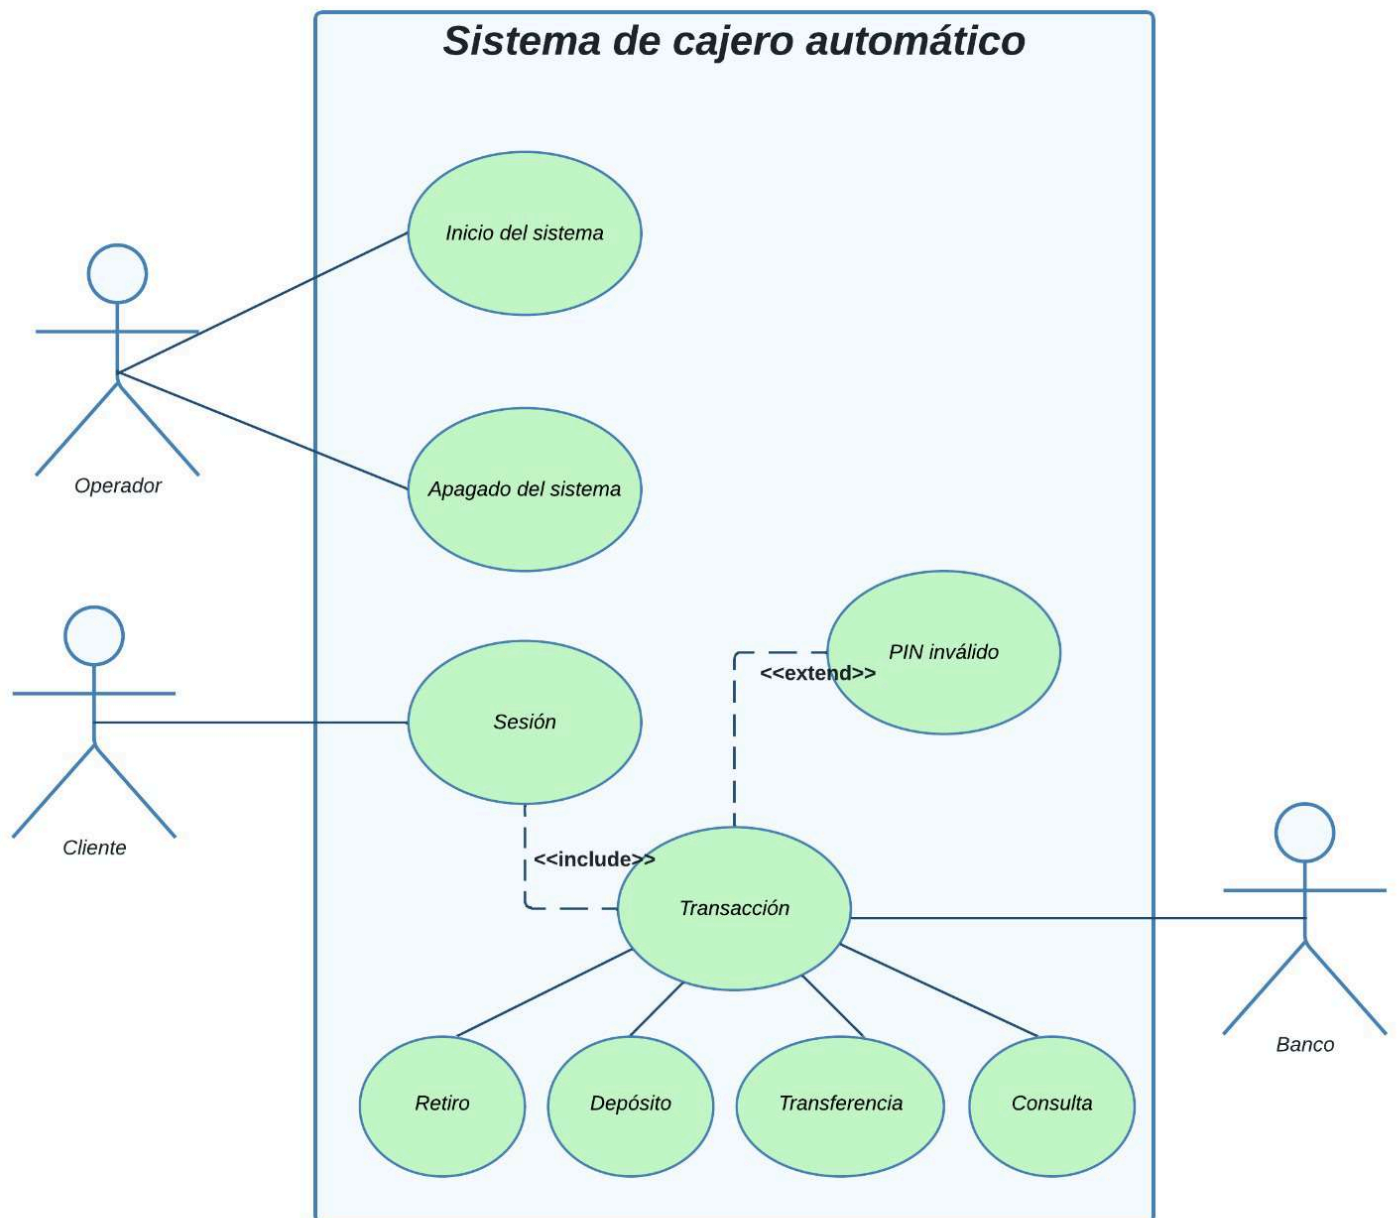 Sistema de cajero automático
Inicio del sistema
Operador
Apagado del sistema
PIN inválido
<<extend>>
Sesión
Cliente
<<include>>
Transacción
Banco
Retiro
Depósito
Transferencia
Consulta